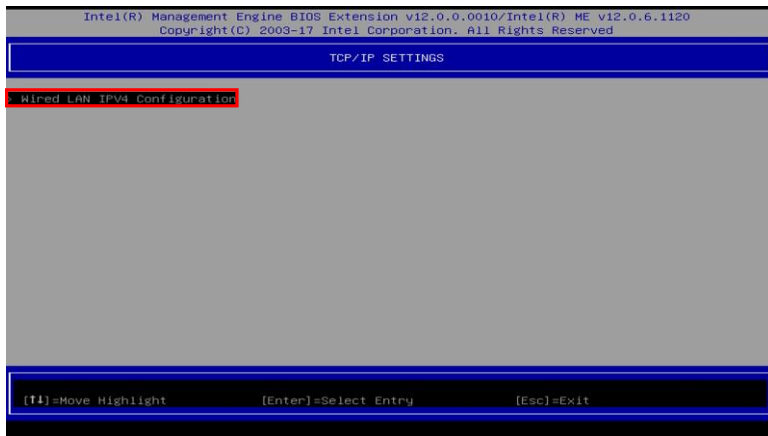 Intel(R) Management Engine BIOS Extension v12.0.0.0010/Intel(R) ME v12.0.6.1120
Copyright(C) 2003-17 Intel Corporation. All Rights Reserved
TCP/IP SETTINGS
> Wired LAN IPV4 Configuration
[↑↓]=Move Highlight [Enter]=Select Entry [Esc]=Exit